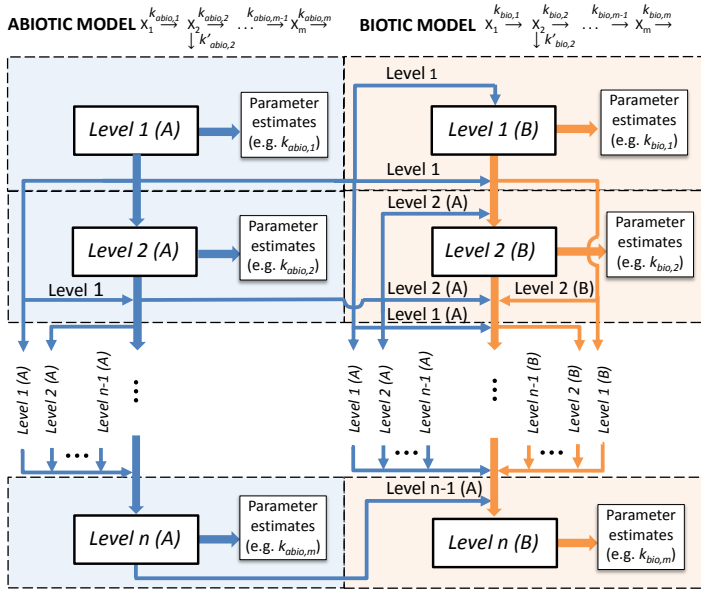 ABIOTIC MODEL X1 →kabio,1 X2 →kabio,2 ... →kabio,m-1 Xm →kabio,m
↓k'abio,2
BIOTIC MODEL X1 →kbio,1 X2 →kbio,2 ... →kbio,m-1 Xm →kbio,m
↓k'bio,2
Level 1
Level 1 (A)
Parameter
estimates
(e.g. kabio,1)
Level 1 (B)
Parameter
estimates
(e.g. kbio,1)
Level 1
Level 2 (A)
Level 2 (A)
Parameter
estimates
(e.g. kabio,2)
Level 2 (B)
Parameter
estimates
(e.g. kbio,2)
Level 1
Level 2 (A)
Level 2 (B)
Level 1 (A)
Level 1 (A)
Level 2 (A)
...
Level n-1 (A)
...
Level 1 (A)
Level 2 (A)
...
Level n-1 (A)
...
Level n-1 (B)
...
Level 2 (B)
Level 1 (B)
...
...
...
Level n-1 (A)
Level n (A)
Parameter
estimates
(e.g. kabio,m)
Level n (B)
Parameter
estimates
(e.g. kbio,m)